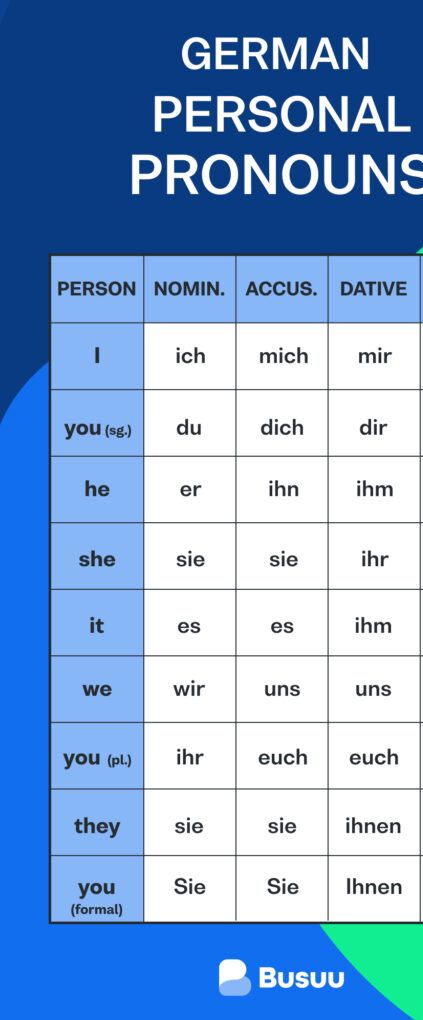 GERMAN
PERSONAL
PRONOUNS
PERSON NOMIN. ACCUS. DATIVE
I ich mich mir
you (sg.) du dich dir
he er ihn ihm
she sie sie ihr
it es es ihm
we wir uns uns
you (pl.) ihr euch euch
they sie sie ihnen
you (formal) Sie Sie Ihnen
Busuu